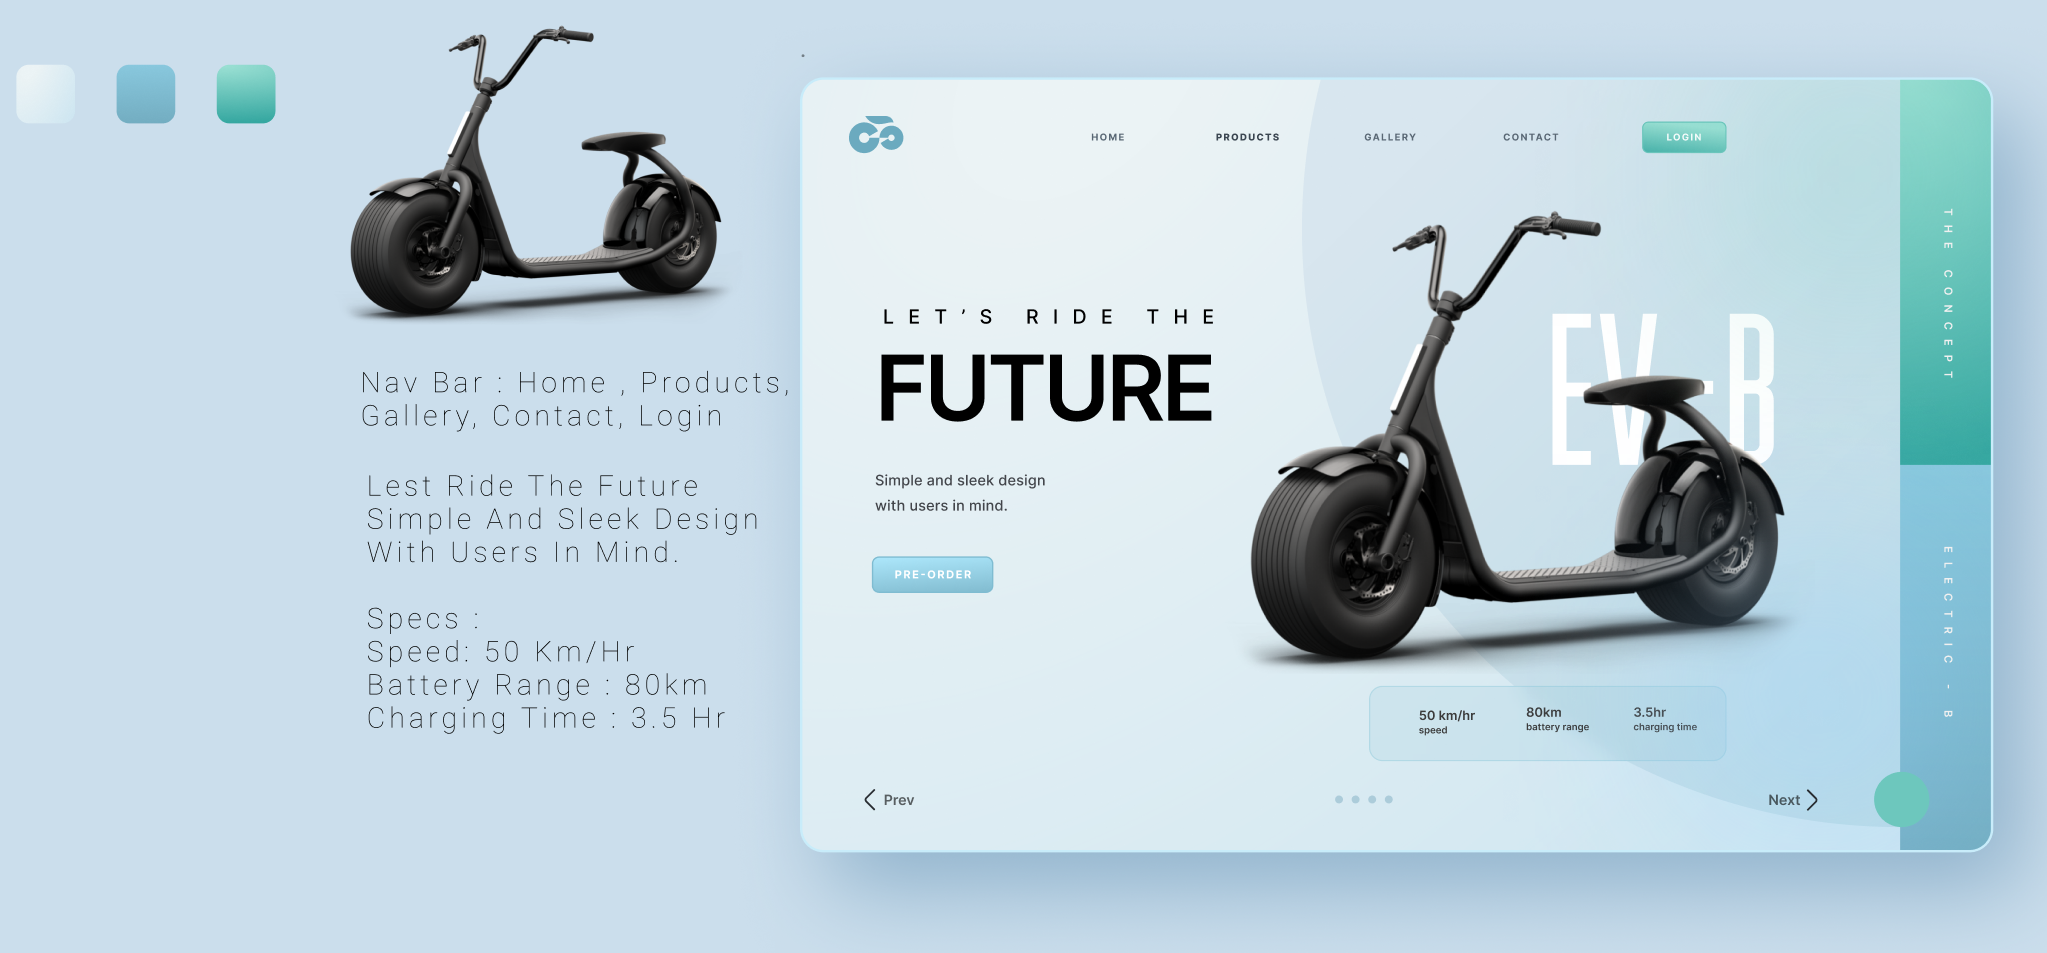 Nav Bar : Home , Products,
Gallery, Contact, Login
Lest Ride The Future
Simple And Sleek Design
With Users In Mind.
Specs :
Speed: 50 Km/Hr
Battery Range : 80km
Charging Time : 3.5 Hr
HOME PRODUCTS GALLERY CONTACT LOGIN
LET'S RIDE THE
FUTURE
EV-B
Simple and sleek design
with users in mind.
PRE-ORDER
50 km/hr
speed
80km
battery range
3.5hr
charging time
Prev
Next
THE CONCEPT
ELECTRIC - B